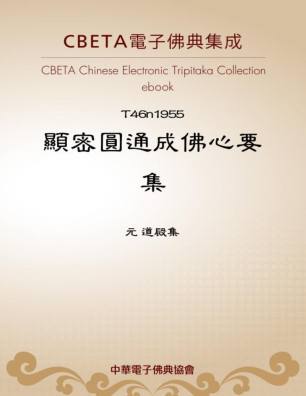 CBETA電子佛典集成
CBETA Chinese Electronic Tripitaka Collection
ebook
T46n1955
顯密圓通成佛心要
集
元 道㲀集
中華電子佛典協會